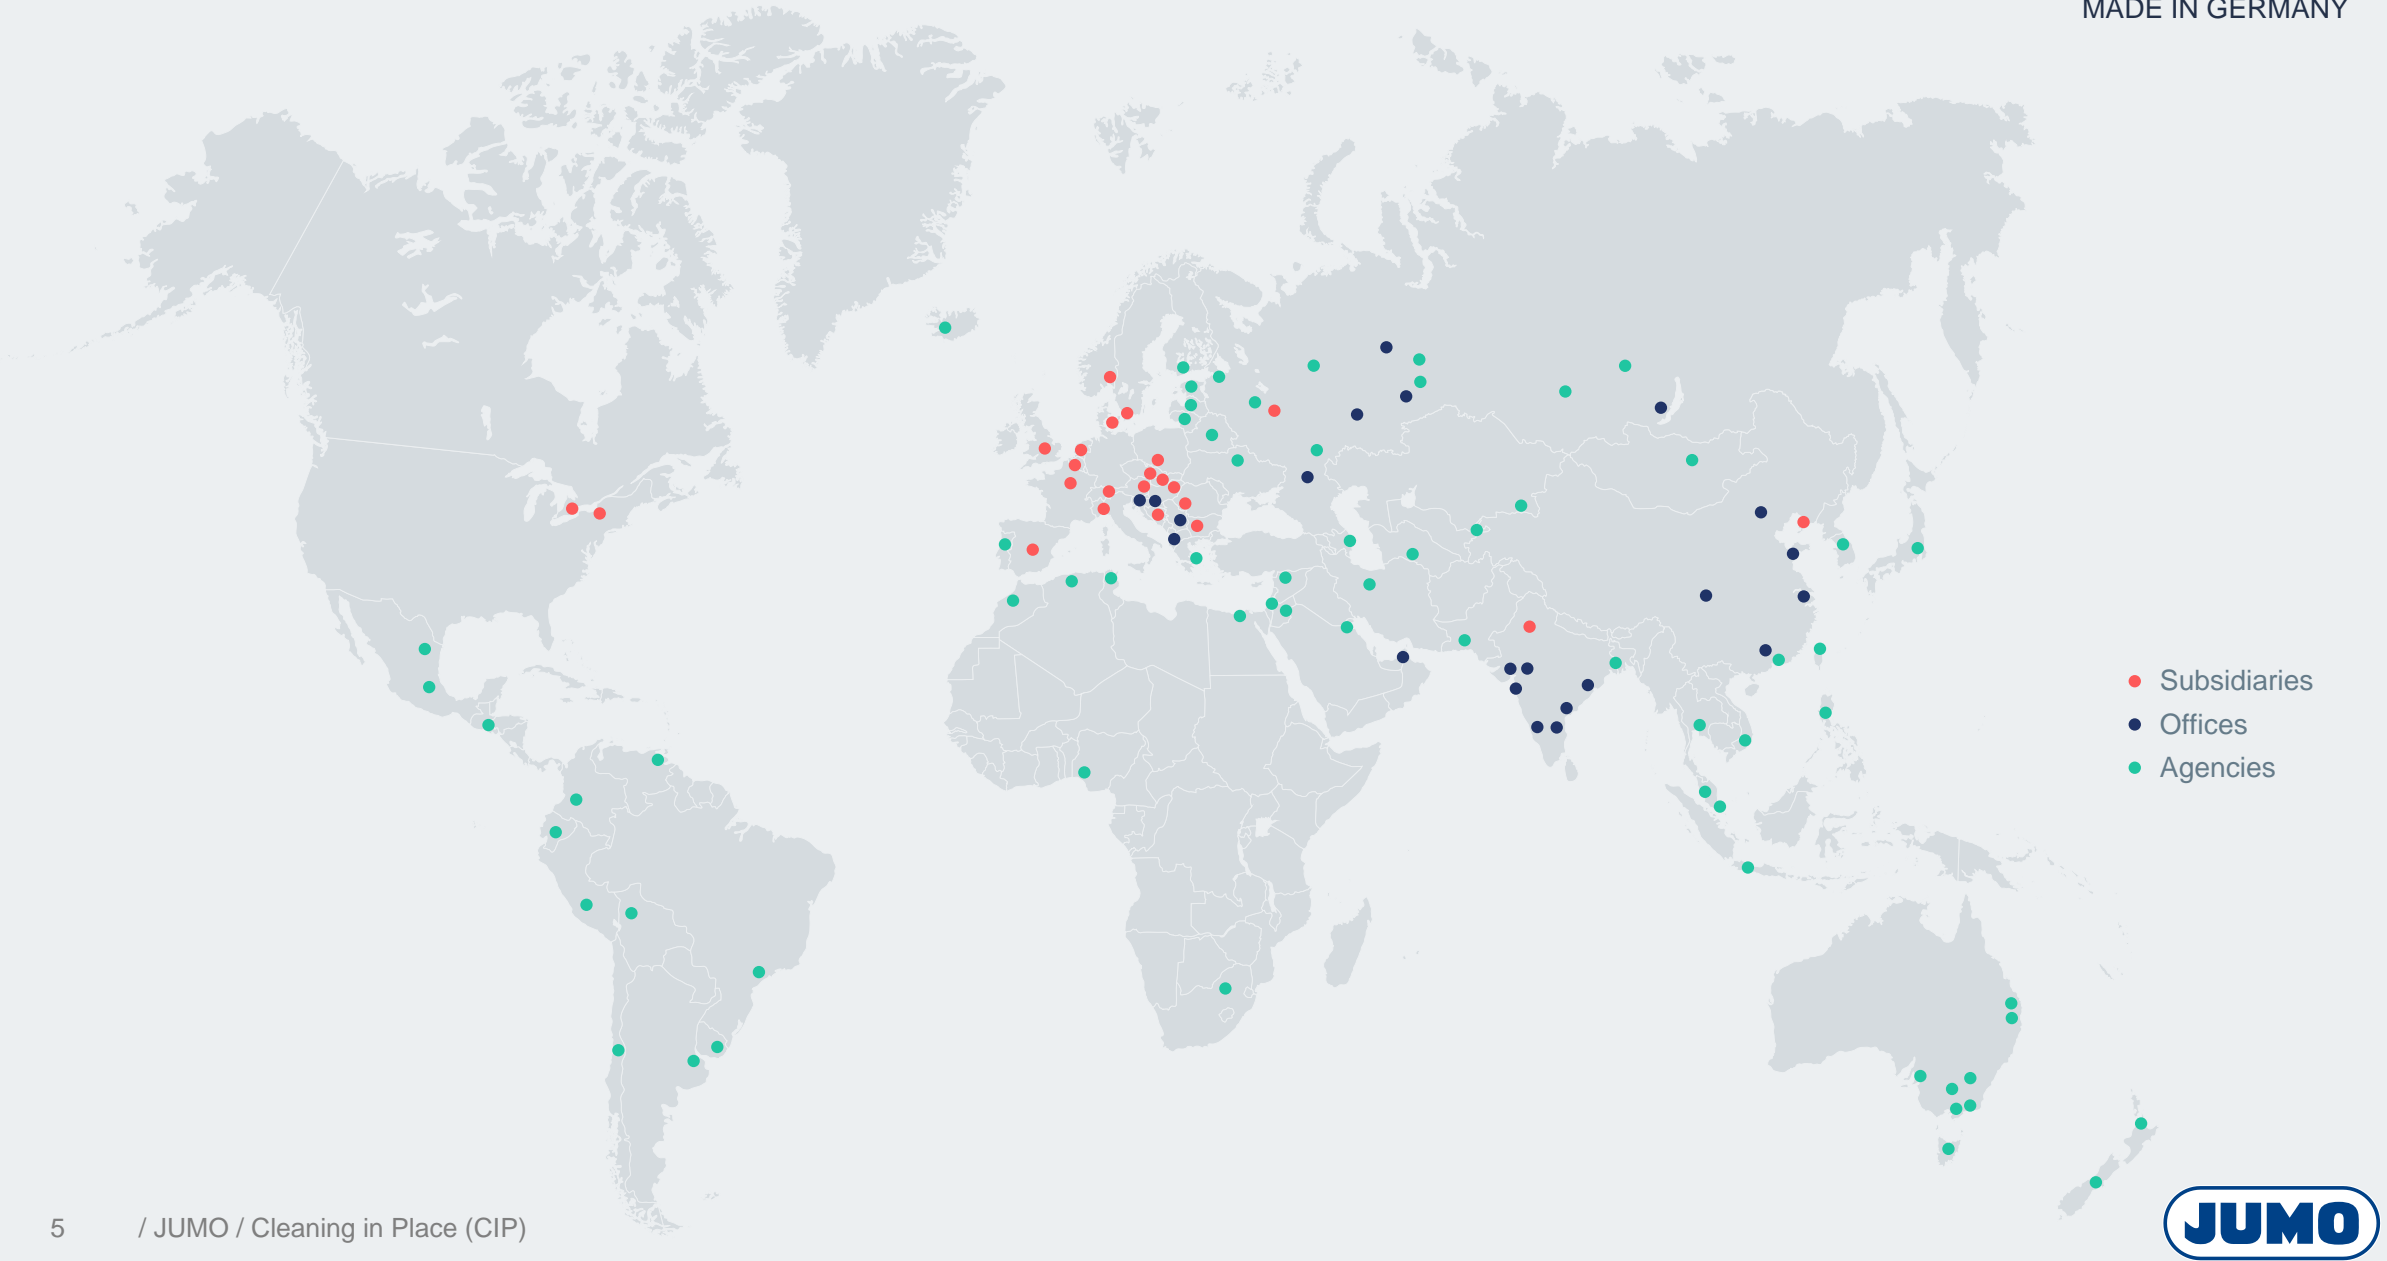 MADE IN GERMANY
Subsidiaries
Offices
Agencies
5 / JUMO / Cleaning in Place (CIP)
JUMO